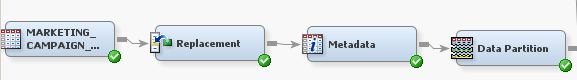 MARKETING_
CAMPAIGN_...
Replacement
Metadata
Data Partition